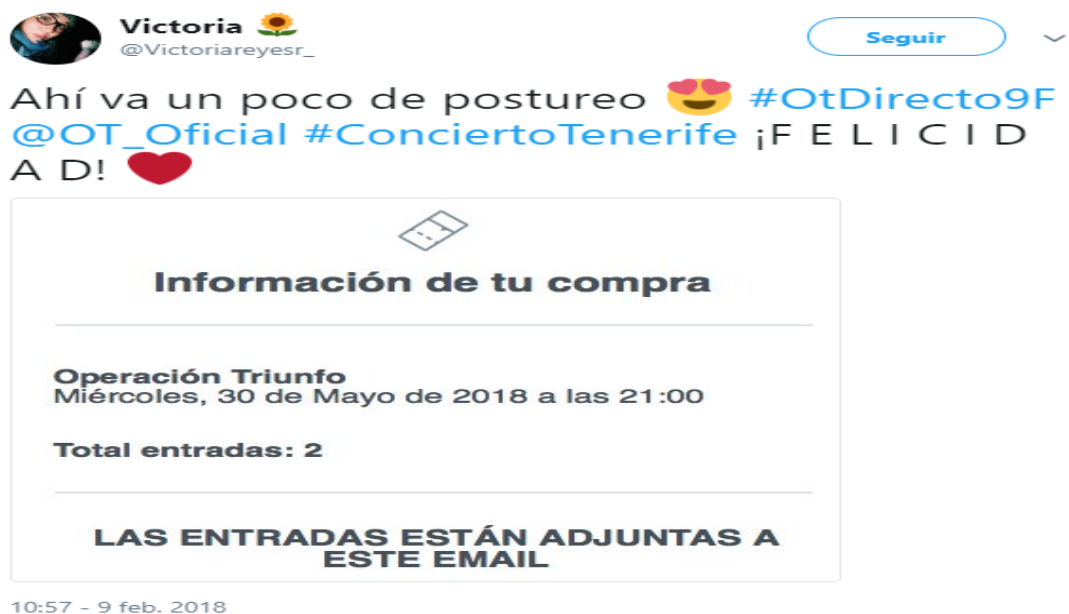 Victoria 🌻
@Victoriareyesr_
Seguir
Ahí va un poco de postureo 😍 #OtDirecto9F
@OT_Oficial #ConciertoTenerife ¡F E L I C I D
A D! ❤
Información de tu compra
Operación Triunfo
Miércoles, 30 de Mayo de 2018 a las 21:00
Total entradas: 2
LAS ENTRADAS ESTÁN ADJUNTAS A
ESTE EMAIL
10:57 - 9 feb. 2018